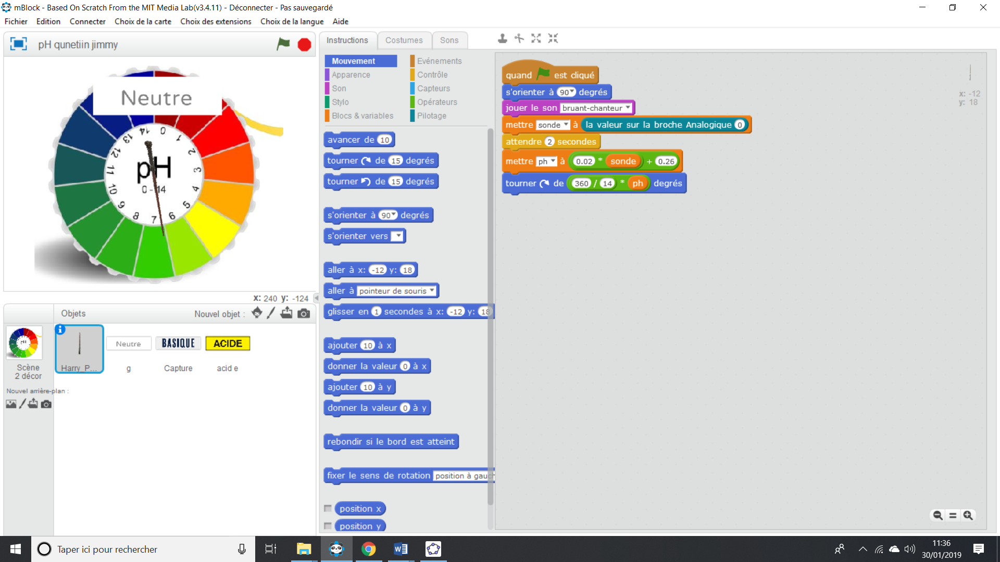 mBlock - Based On Scratch From the MIT Media Lab(v3.4.11) - Déconnecter - Pas sauvegardé
Fichier Edition Connecter Choix de la carte Choix des extensions Choix de la langue Aide
pH qunetiin jimmy
Neutre
pH
0 - 14
0
1
2
3
4
5
6
7
8
9
10
11
12
13
14
x: 240 y: -124
Objets
Nouvel objet :
Scène
2 décor
Nouvel arrière-plan :
Harry_P...
Neutre
g
BASIQUE
Capture
ACIDE
acid e
Instructions Costumes Sons
Mouvement
Apparence
Son
Stylo
Blocs & variables
Evénements
Contrôle
Capteurs
Opérateurs
Pilotage
avancer de 10
tourner de 15 degrés
tourner de 15 degrés
s'orienter à 90 degrés
s'orienter vers
aller à x: -12 y: 18
aller à pointeur de souris
glisser en 1 secondes à x: -12 y: 18
ajouter 10 à x
donner la valeur 0 à x
ajouter 10 à y
donner la valeur 0 à y
rebondir si le bord est atteint
fixer le sens de rotation position à gauch
position x
position y
quand est cliqué
s'orienter à 90 degrés
jouer le son bruant-chanteur
mettre sonde à la valeur sur la broche Analogique 0
attendre 2 secondes
mettre ph à 0.02 * sonde + 0.26
tourner de 360 / 14 * ph degrés
x: -12
y: 18
Taper ici pour rechercher
11:36
30/01/2019